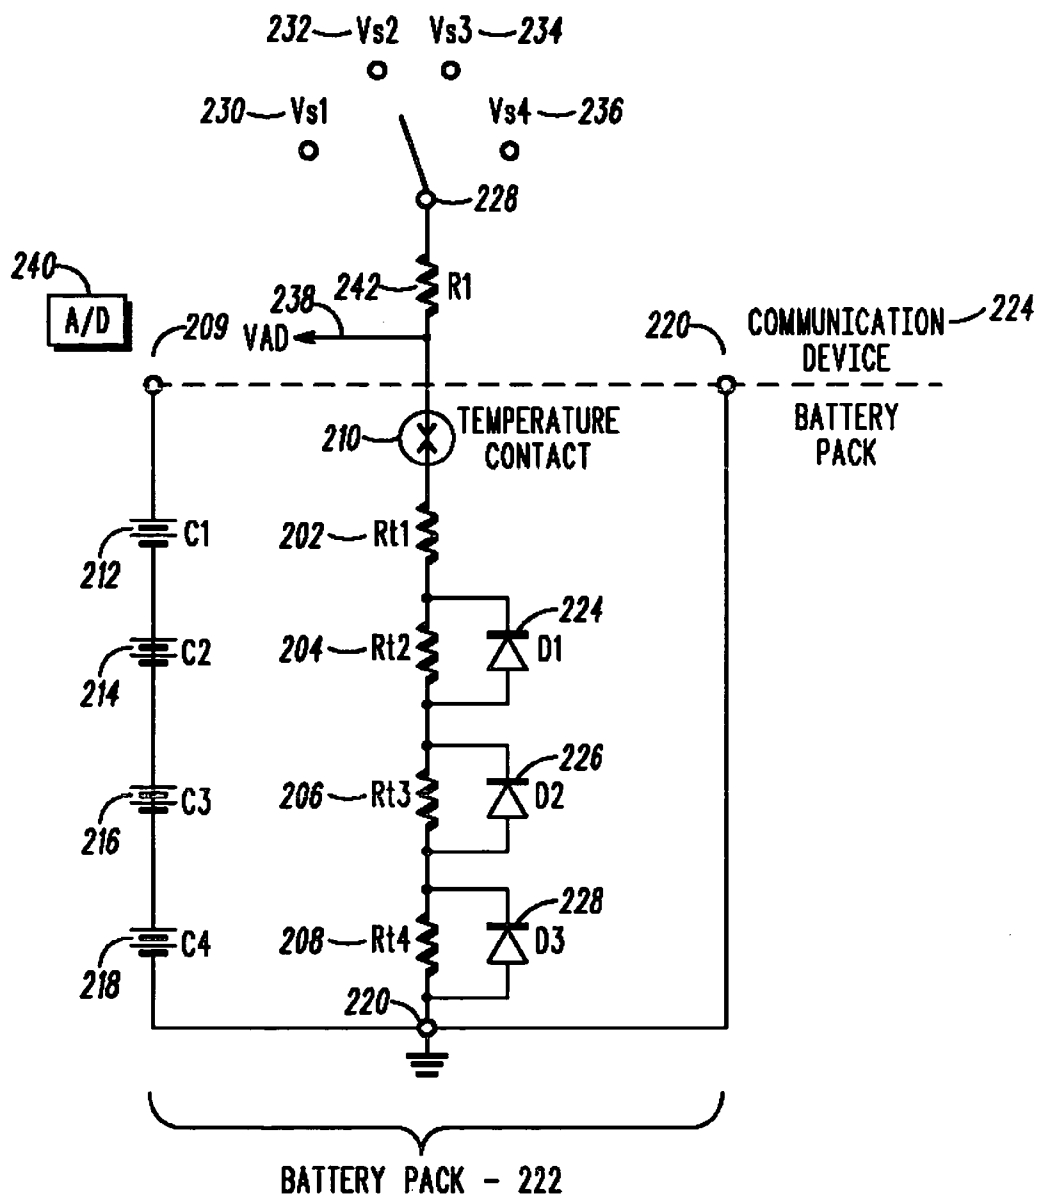 232 Vs2 Vs3 234
230 Vs1 Vs4 236
228
240 242 R1
A/D 209 VAD 238 220 COMMUNICATION 224
DEVICE
210 TEMPERATURE BATTERY
CONTACT PACK
C1 202 Rt1
212
224
C2 204 Rt2 D1
214
226
C3 206 Rt3 D2
216
228
C4 208 Rt4 D3
218
220
BATTERY PACK - 222